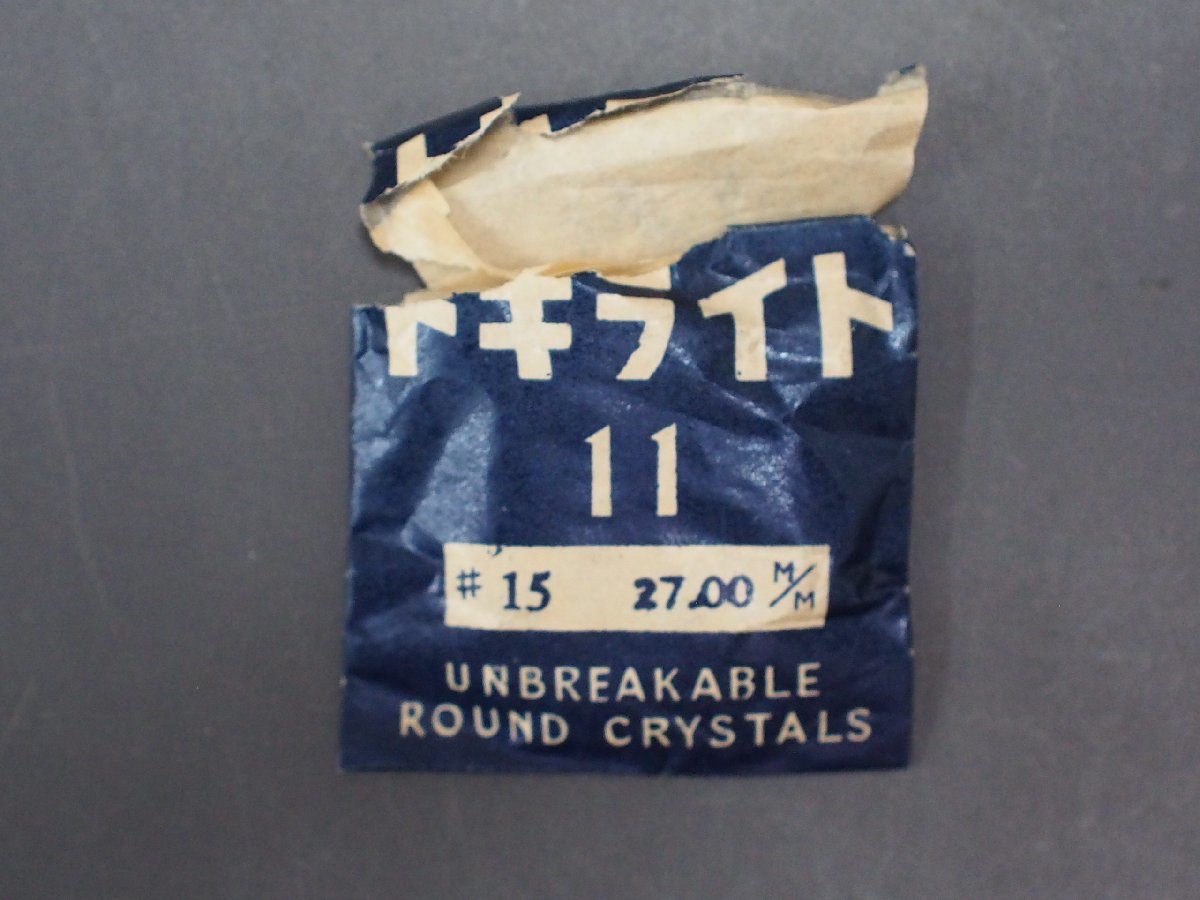 トキライト
11
# 15 27.00 M/M
UNBREAKABLE
ROUND CRYSTALS